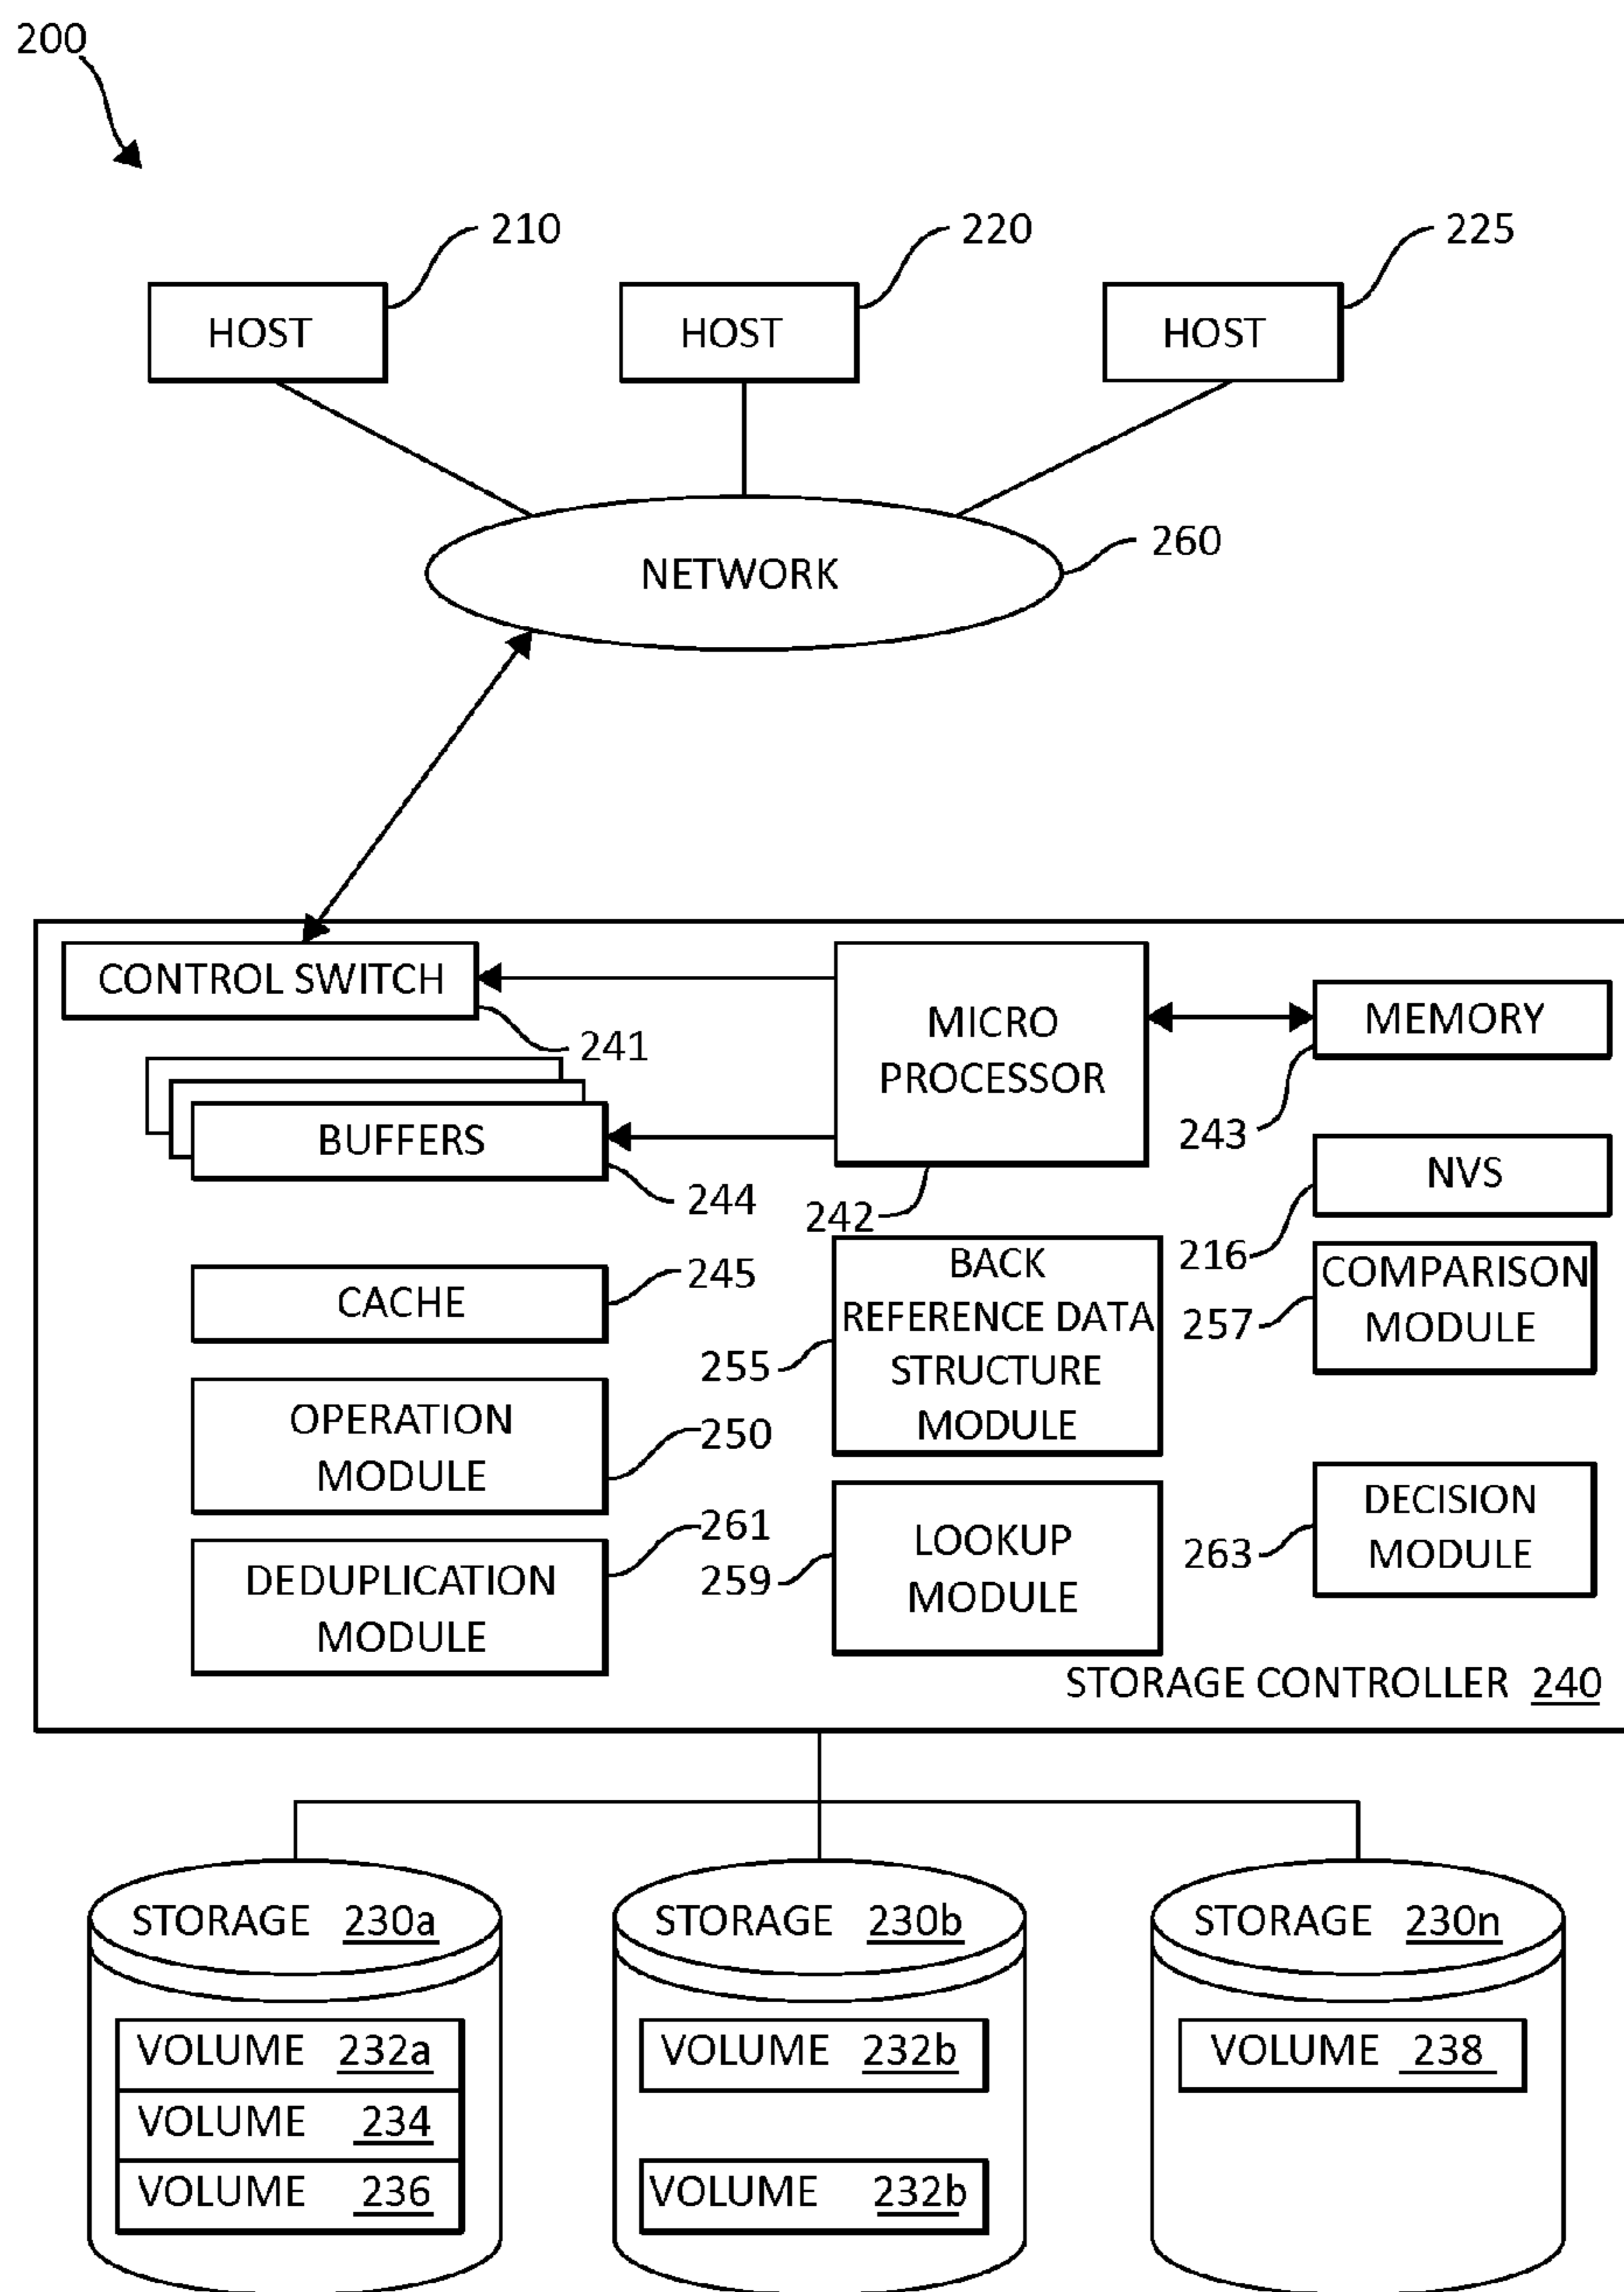 200
210
220
225
HOST
HOST
HOST
260
NETWORK
CONTROL SWITCH
241
MICRO
PROCESSOR
242
MEMORY
243
BUFFERS
244
NVS
216
CACHE
245
BACK
REFERENCE DATA
STRUCTURE
MODULE
255
COMPARISON
MODULE
257
OPERATION
MODULE
250
DEDUPLICATION
MODULE
261
LOOKUP
MODULE
259
DECISION
MODULE
263
STORAGE CONTROLLER 240
STORAGE 230a
VOLUME 232a
VOLUME 234
VOLUME 236
STORAGE 230b
VOLUME 232b
VOLUME 232b
STORAGE 230n
VOLUME 238